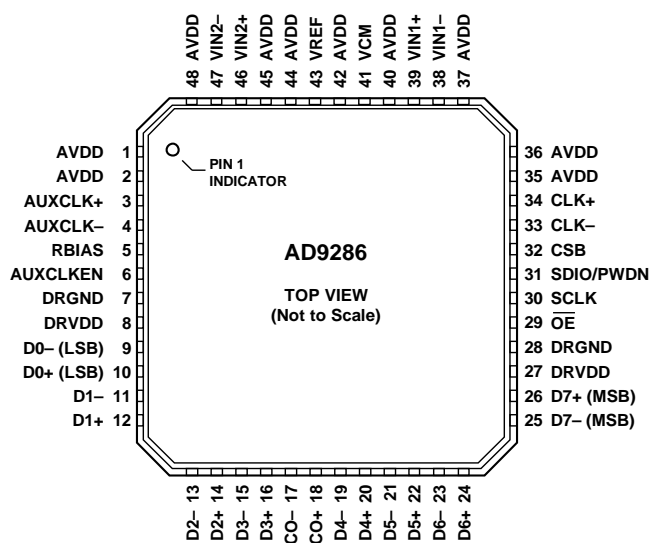 48 AVDD
47 VIN2–
46 VIN2+
45 AVDD
44 AVDD
43 VREF
42 AVDD
41 VCM
40 AVDD
39 VIN1+
38 VIN1–
37 AVDD
AVDD 1
AVDD 2
AUXCLK+ 3
AUXCLK– 4
RBIAS 5
AUXCLKEN 6
DRGND 7
DRVDD 8
D0– (LSB) 9
D0+ (LSB) 10
D1– 11
D1+ 12
PIN 1
INDICATOR
AD9286
TOP VIEW
(Not to Scale)
36 AVDD
35 AVDD
34 CLK+
33 CLK–
32 CSB
31 SDIO/PWDN
30 SCLK
29 OE
28 DRGND
27 DRVDD
26 D7+ (MSB)
25 D7– (MSB)
D2– 13
D2+ 14
D3– 15
D3+ 16
CO– 17
CO+ 18
D4– 19
D4+ 20
D5– 21
D5+ 22
D6– 23
D6+ 24